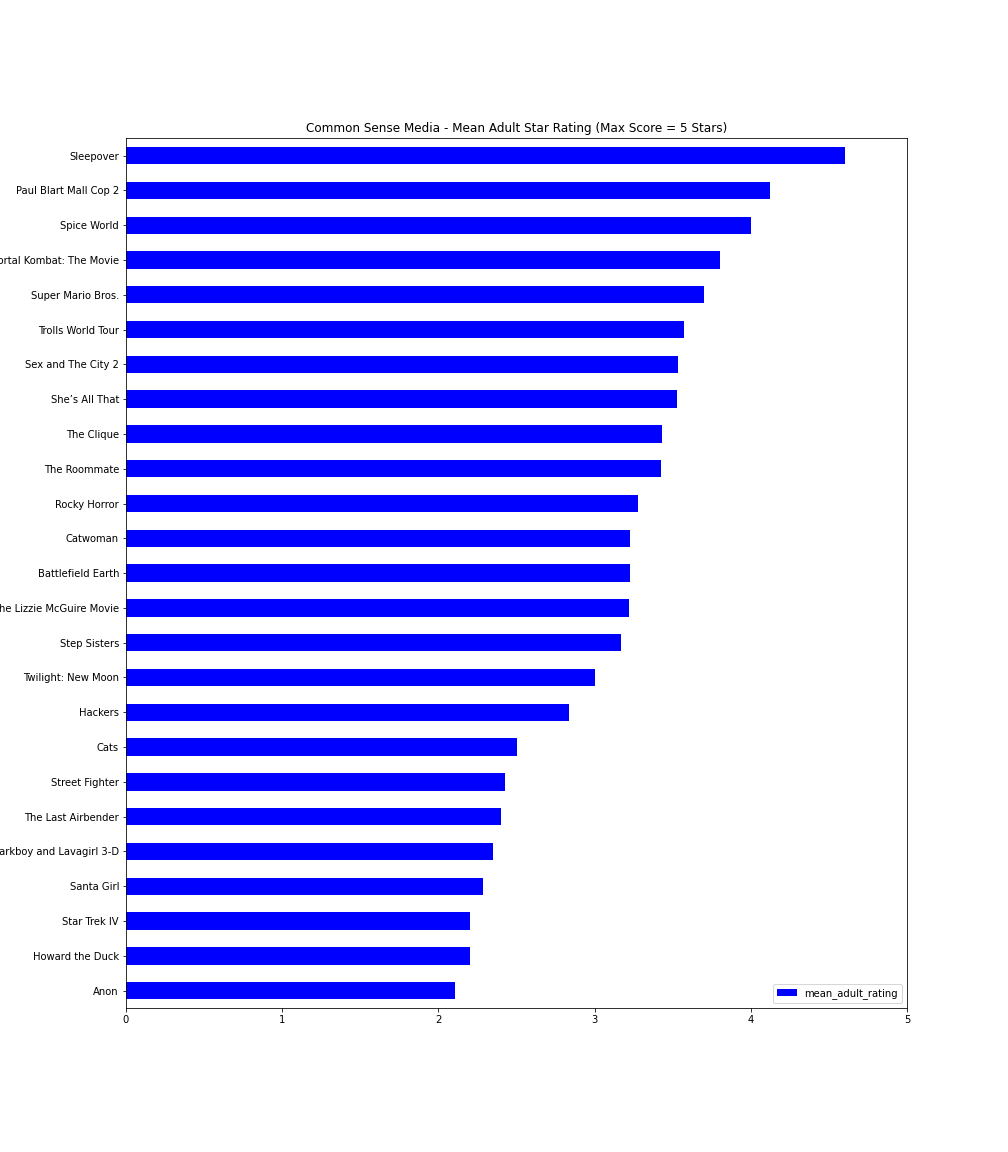 Common Sense Media - Mean Adult Star Rating (Max Score = 5 Stars)
Sleepover
Paul Blart Mall Cop 2
Spice World
ortal Kombat: The Movie
Super Mario Bros.
Trolls World Tour
Sex and The City 2
She’s All That
The Clique
The Roommate
Rocky Horror
Catwoman
Battlefield Earth
he Lizzie McGuire Movie
Step Sisters
Twilight: New Moon
Hackers
Cats
Street Fighter
The Last Airbender
arkboy and Lavagirl 3-D
Santa Girl
Star Trek IV
Howard the Duck
Anon
mean_adult_rating
0 1 2 3 4 5